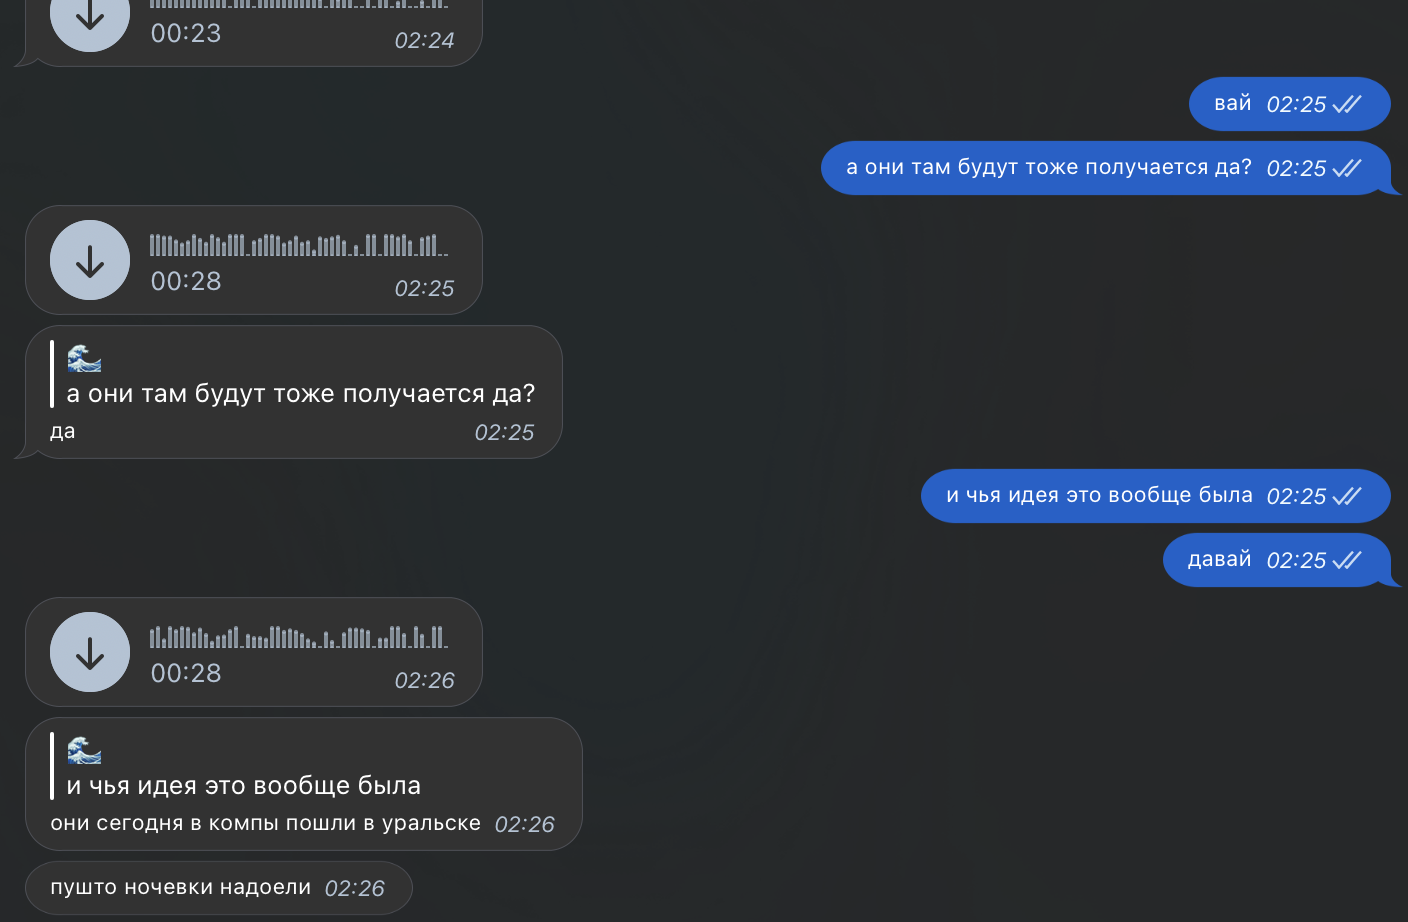 00:23
02:24
вай 02:25
а они там будут тоже получается да? 02:25
00:28
02:25
а они там будут тоже получается да?
да 02:25
и чья идея это вообще была 02:25
давай 02:25
00:28
02:26
и чья идея это вообще была
они сегодня в компы пошли в уральске 02:26
пушто ночевки надоели 02:26